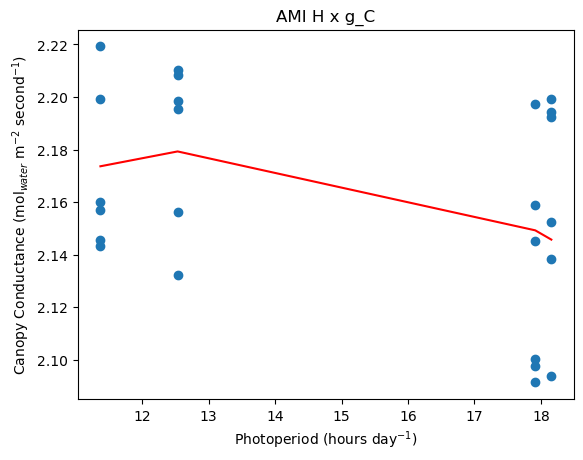 AMI H x g_C
Canopy Conductance (mol_water m⁻² second⁻¹)
2.22
2.20
2.18
2.16
2.14
2.12
2.10
12 13 14 15 16 17 18
Photoperiod (hours day⁻¹)